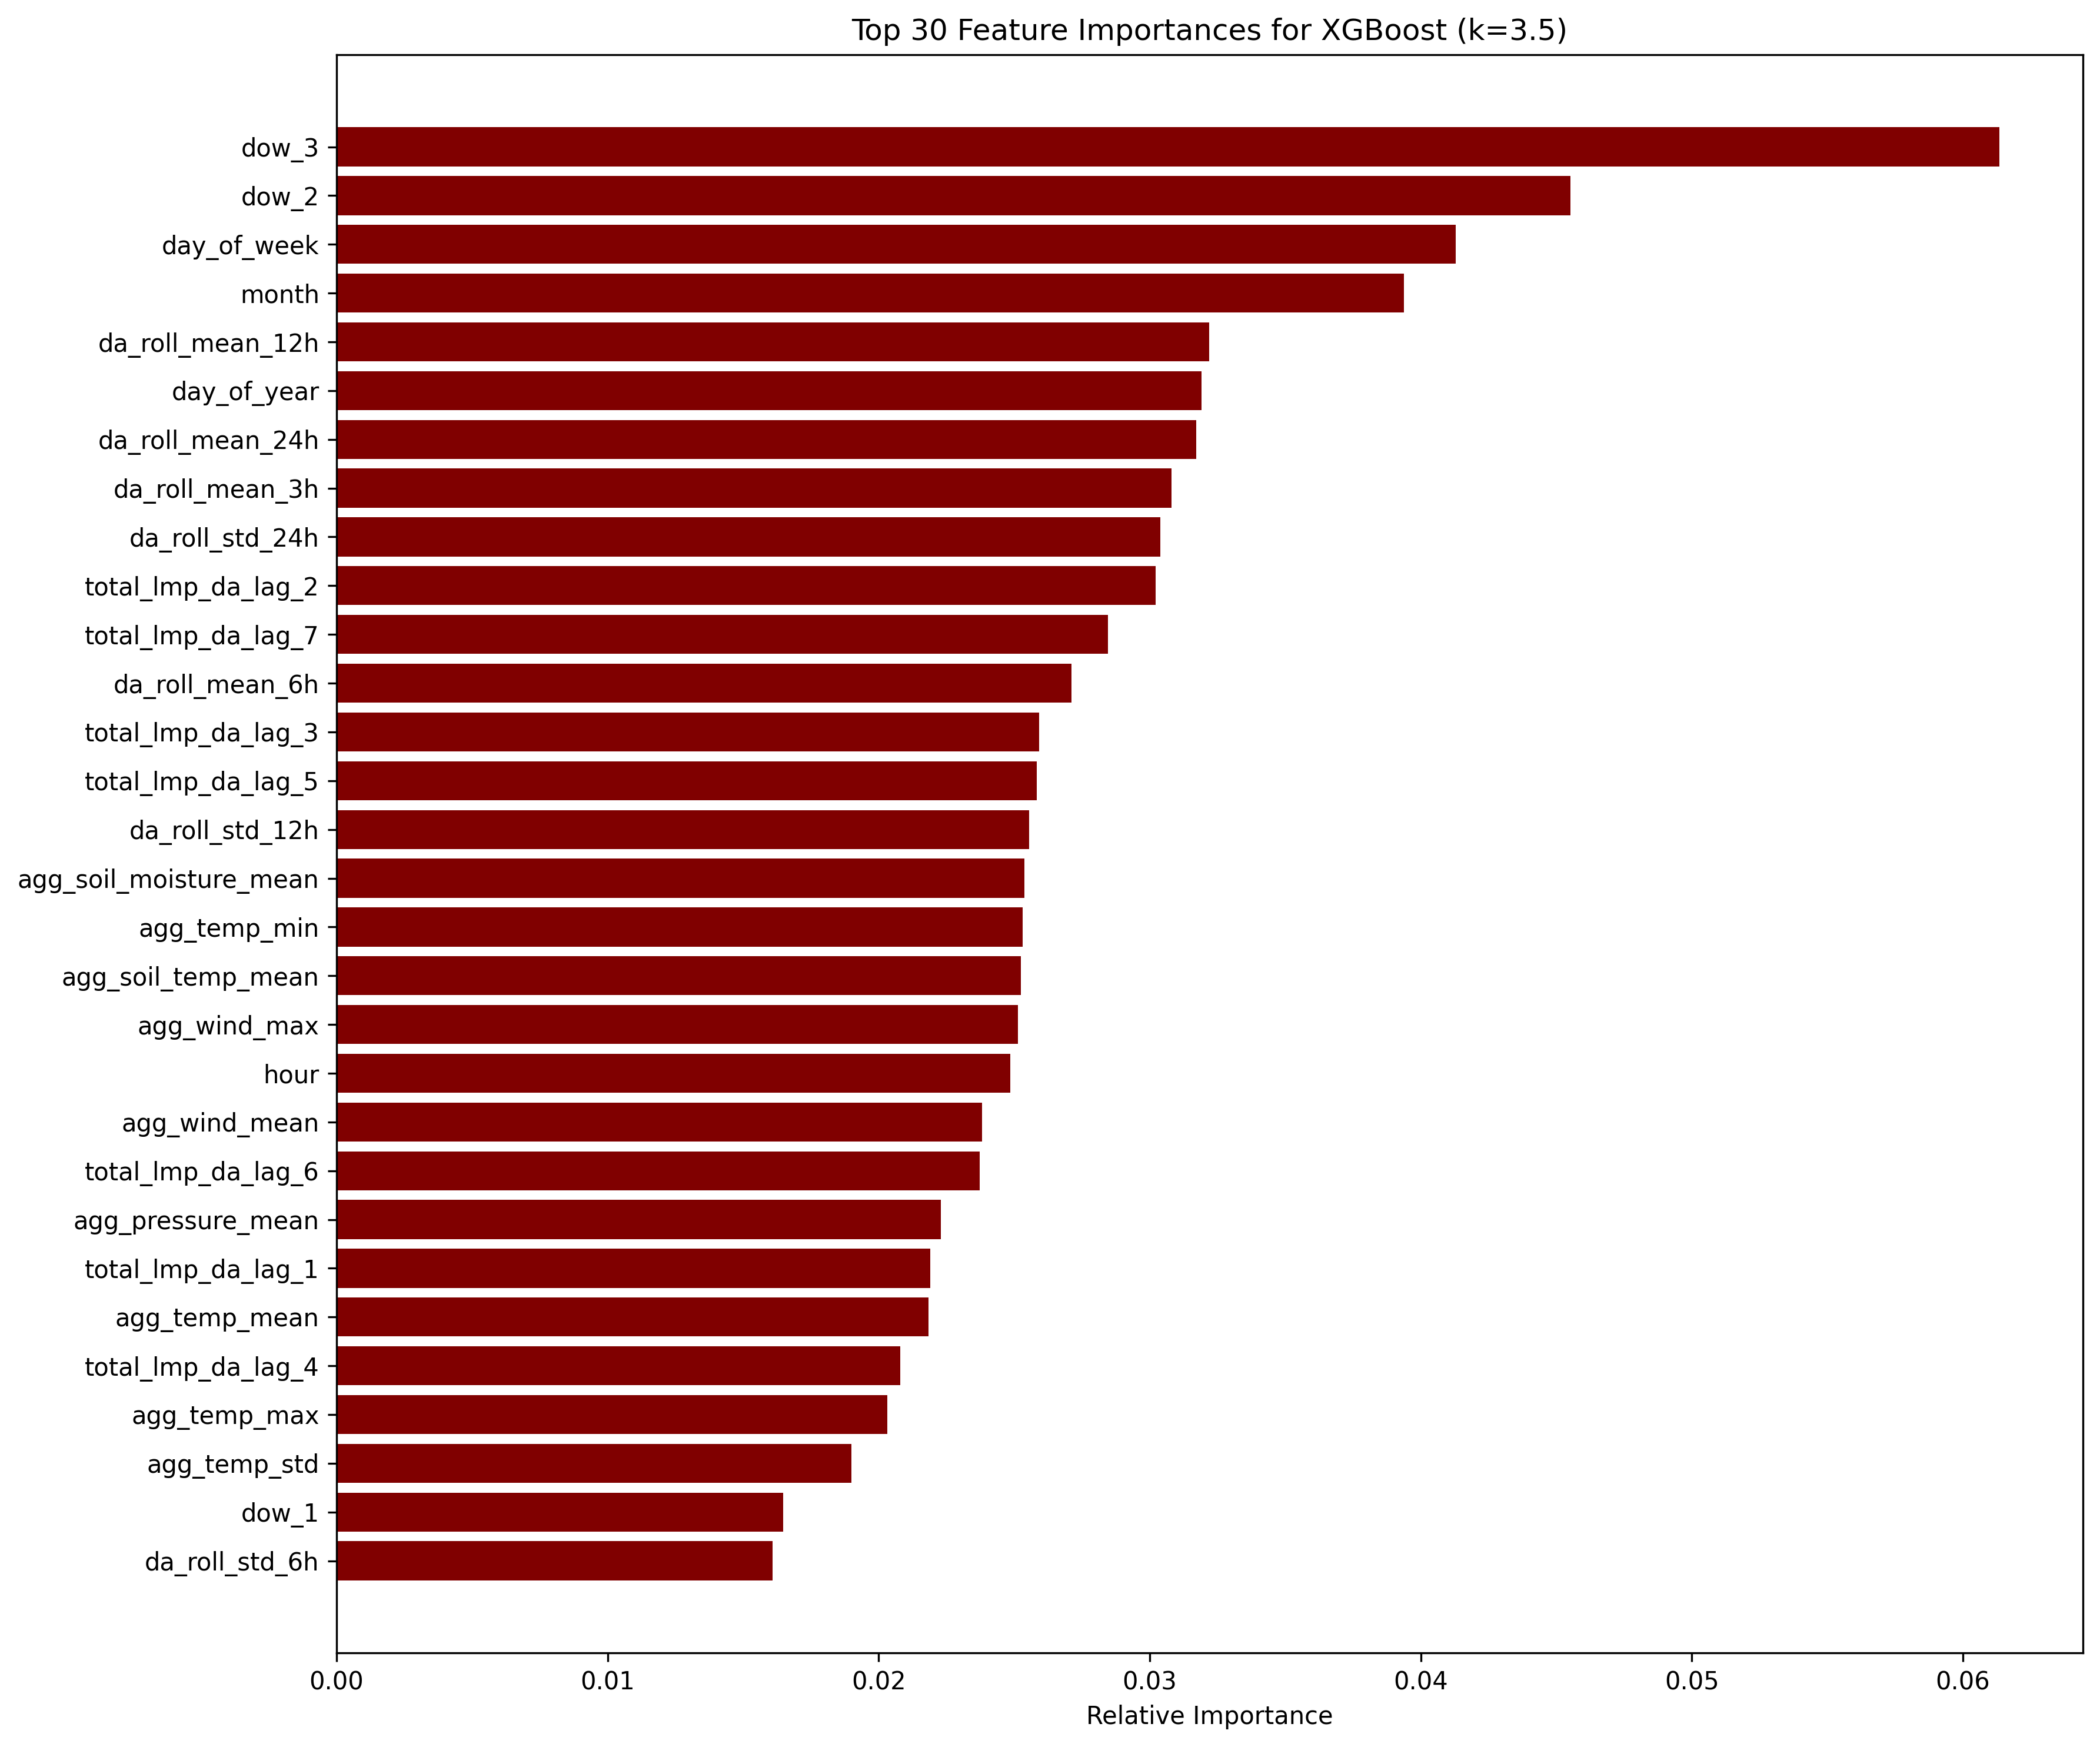 Top 30 Feature Importances for XGBoost (k=3.5)
dow_3
dow_2
day_of_week
month
da_roll_mean_12h
day_of_year
da_roll_mean_24h
da_roll_mean_3h
da_roll_std_24h
total_lmp_da_lag_2
total_lmp_da_lag_7
da_roll_mean_6h
total_lmp_da_lag_3
total_lmp_da_lag_5
da_roll_std_12h
agg_soil_moisture_mean
agg_temp_min
agg_soil_temp_mean
agg_wind_max
hour
agg_wind_mean
total_lmp_da_lag_6
agg_pressure_mean
total_lmp_da_lag_1
agg_temp_mean
total_lmp_da_lag_4
agg_temp_max
agg_temp_std
dow_1
da_roll_std_6h
0.00 0.01 0.02 0.03 0.04 0.05 0.06
Relative Importance